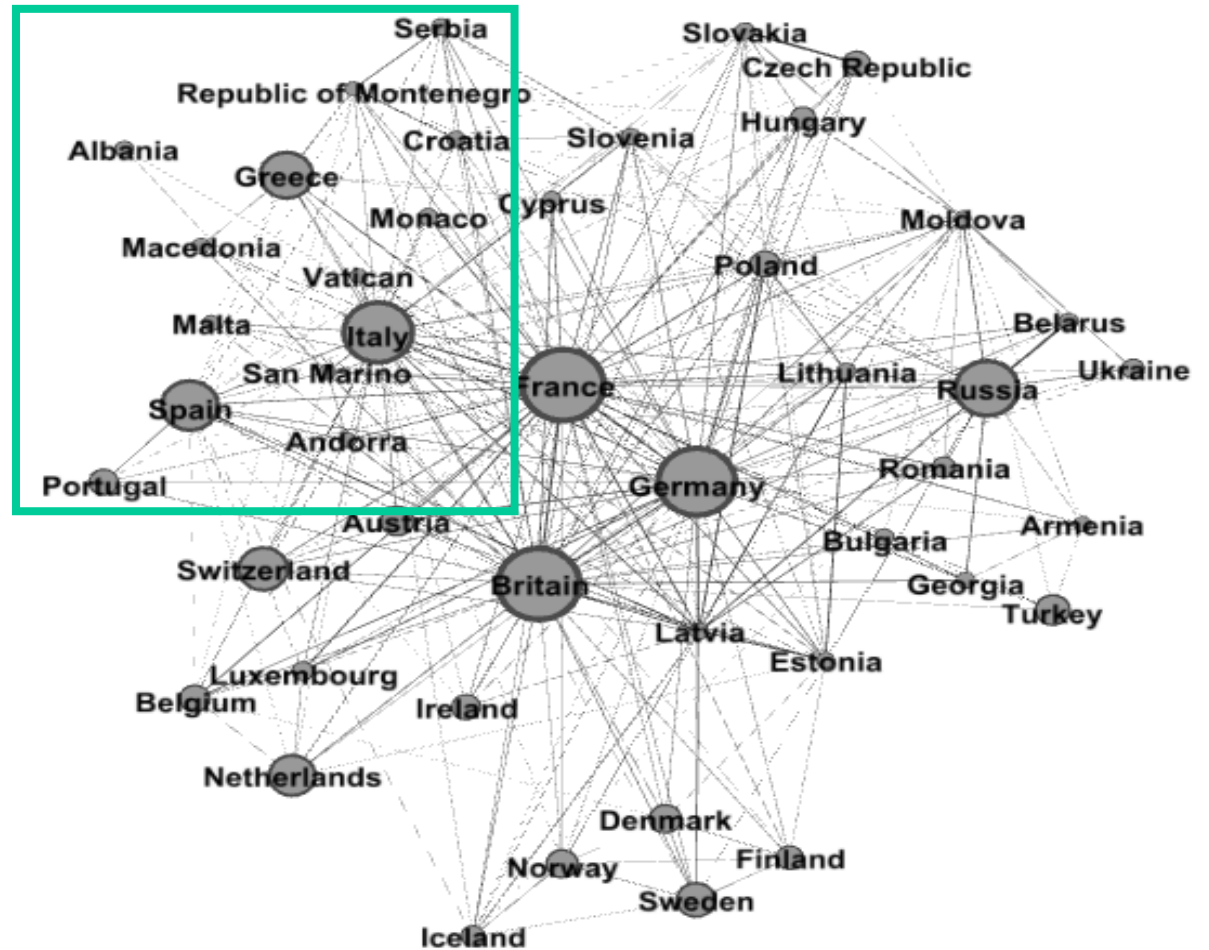 Serbia
Slovakia
Czech Republic
Republic of Montenegro
Hungary
Croatia
Slovenia
Albania
Greece
Cyprus
Monaco
Moldova
Macedonia
Poland
Vatican
Malta
Belarus
Italy
San Marino
France
Lithuania
Ukraine
Russia
Spain
Andorra
Romania
Portugal
Germany
Austria
Armenia
Bulgaria
Switzerland
Britain
Georgia
Turkey
Latvia
Estonia
Luxembourg
Belgium
Ireland
Netherlands
Denmark
Finland
Norway
Sweden
Iceland